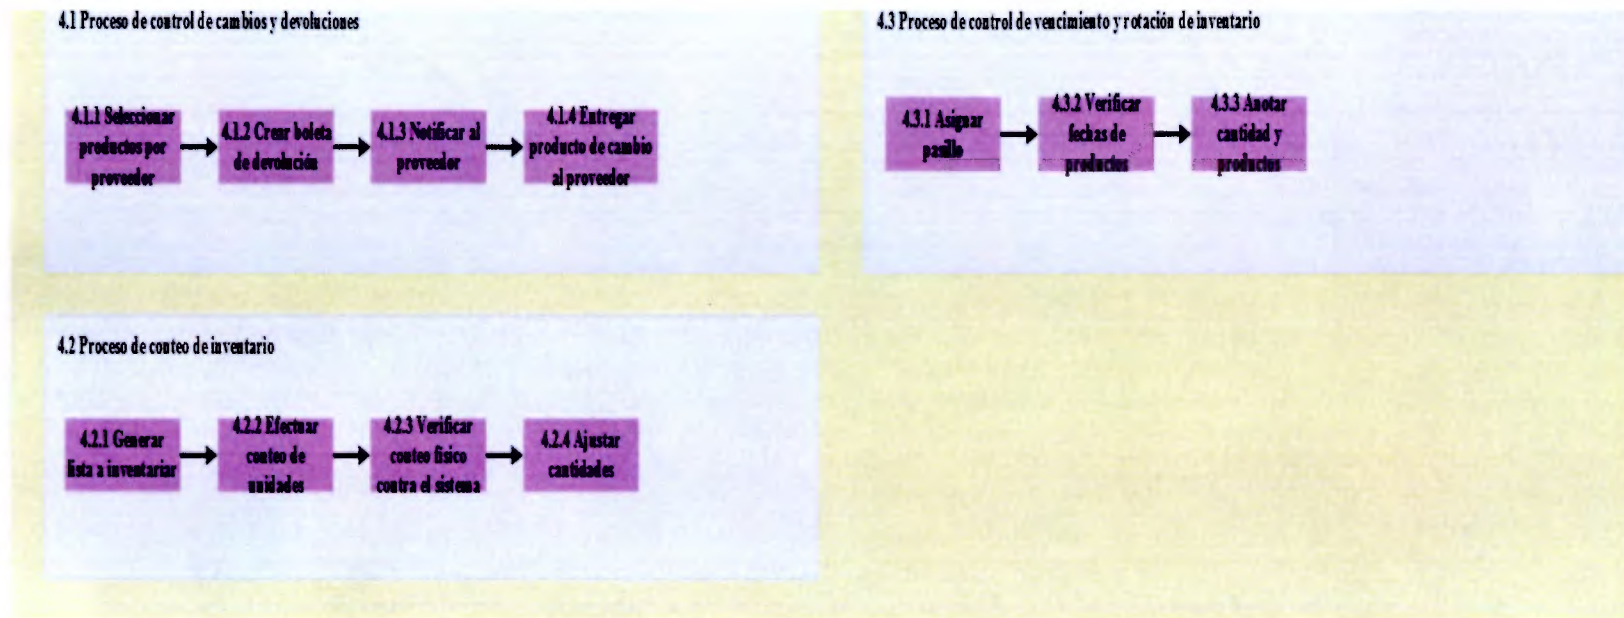 4.1 Proceso de control de cambios y devoluciones
4.1.1 Seleccionar
productos por
proveedor
4.1.2 Crear boleta
de devolución
4.1.3 Notificar al
proveedor
4.1.4 Entregar
producto de cambio
al proveedor
4.3 Proceso de control de vencimiento y rotación de inventario
4.3.1 Asignar
pasillo
4.3.2 Verificar
fechas de
productos
4.3.3 Anotar
cantidad y
productos
4.2 Proceso de conteo de inventario
4.2.1 Generar
lista a inventariar
4.2.2 Efectuar
conteo de
unidades
4.2.3 Verificar
conteo físico
contra el sistema
4.2.4 Ajustar
cantidades